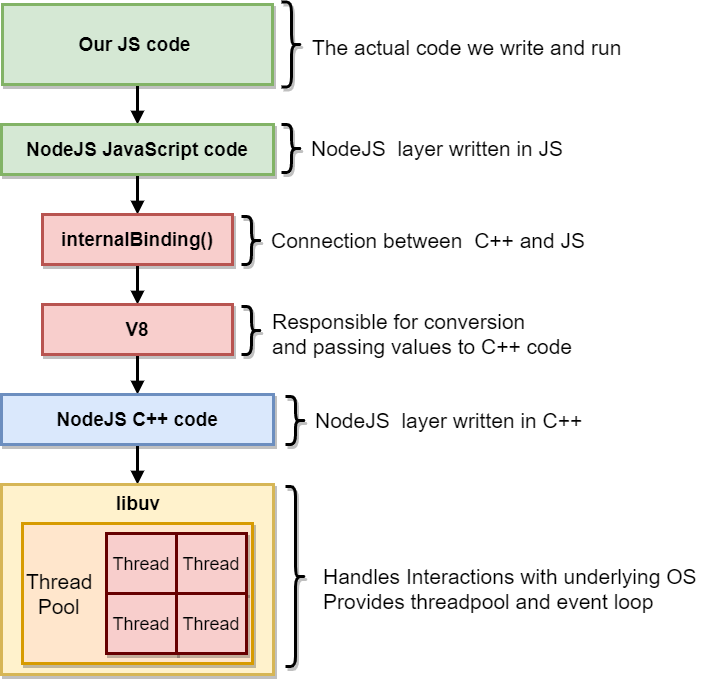 Our JS code
The actual code we write and run
NodeJS JavaScript code
NodeJS layer written in JS
internalBinding()
Connection between C++ and JS
V8
Responsible for conversion
and passing values to C++ code
NodeJS C++ code
NodeJS layer written in C++
libuv
Thread
Pool
Thread Thread
Thread Thread
Handles Interactions with underlying OS
Provides threadpool and event loop